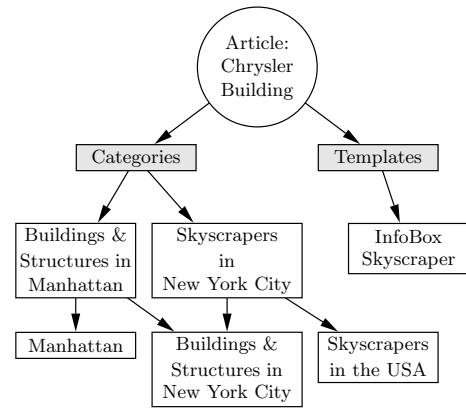 Article:
Chrysler
Building
Categories
Templates
Buildings &
Structures in
Manhattan
Skyscrapers
in
New York City
InfoBox
Skyscraper
Manhattan
Buildings &
Structures in
New York City
Skyscrapers
in the USA